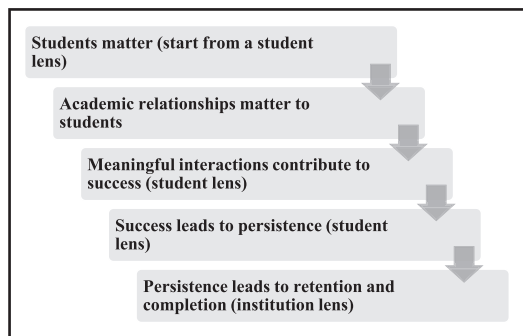 Students matter (start from a student
lens)
Academic relationships matter to
students
Meaningful interactions contribute to
success (student lens)
Success leads to persistence (student
lens)
Persistence leads to retention and
completion (institution lens)